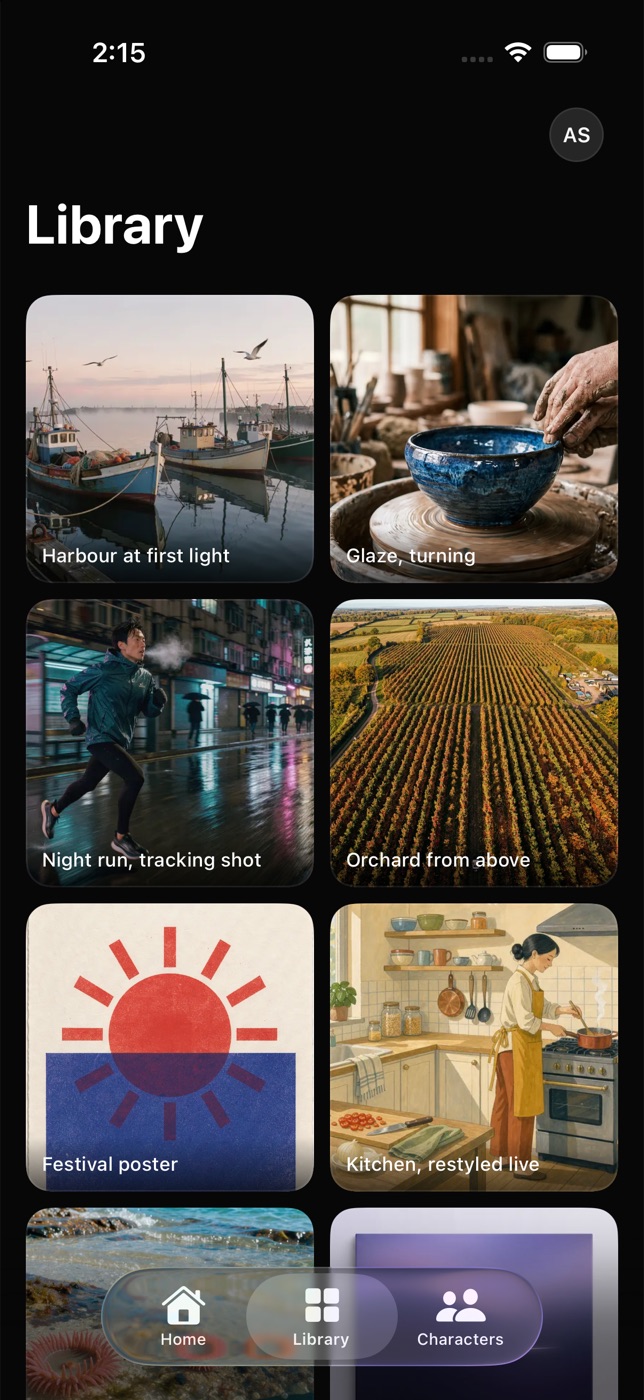 2:15
AS
Library
Harbour at first light
Glaze, turning
Night run, tracking shot
Orchard from above
Festival poster
Kitchen, restyled live
Home
Library
Characters